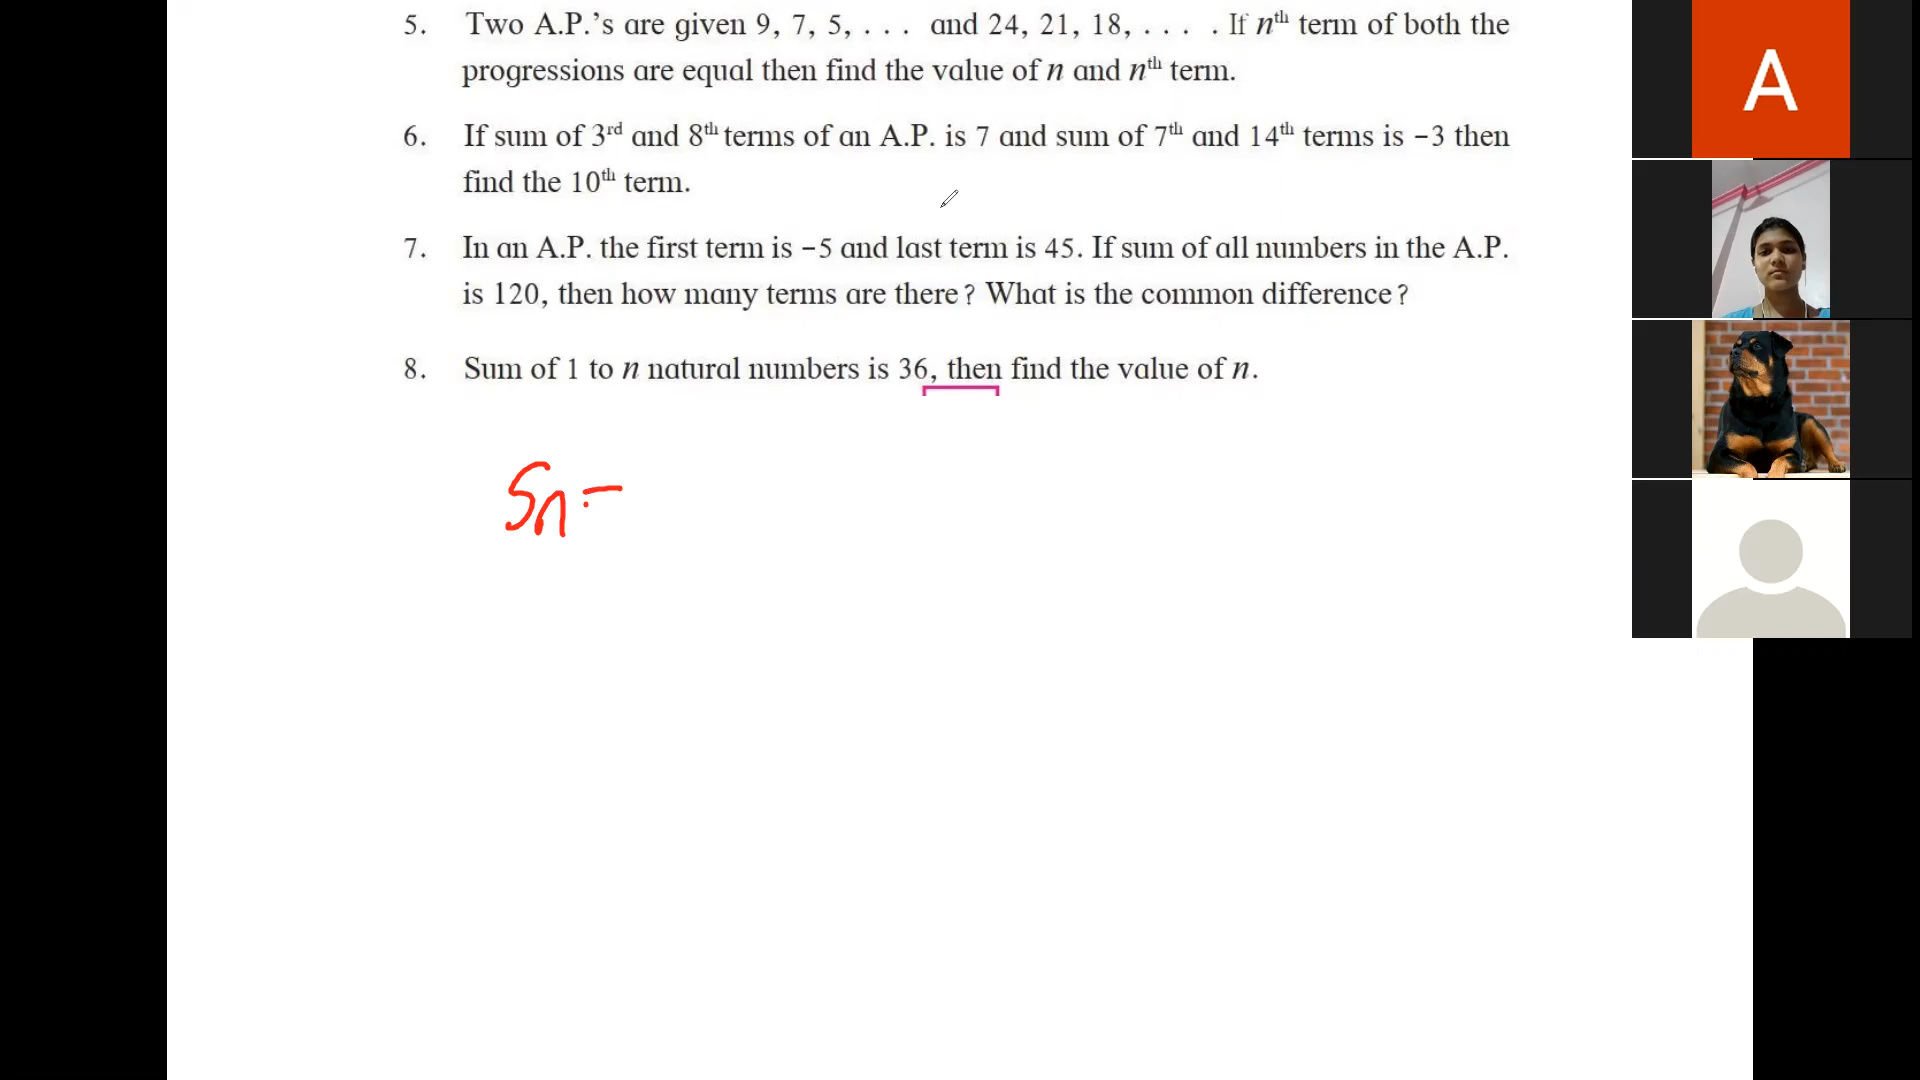 5. Two A.P.’s are given 9, 7, 5, . . . and 24, 21, 18, . . . . If nᵗʰ term of both the
progressions are equal then find the value of n and nᵗʰ term.
6. If sum of 3ʳᵈ and 8ᵗʰ terms of an A.P. is 7 and sum of 7ᵗʰ and 14ᵗʰ terms is −3 then
find the 10ᵗʰ term.
7. In an A.P. the first term is −5 and last term is 45. If sum of all numbers in the A.P.
is 120, then how many terms are there? What is the common difference?
8. Sum of 1 to n natural numbers is 36, then find the value of n.
Sn =
A